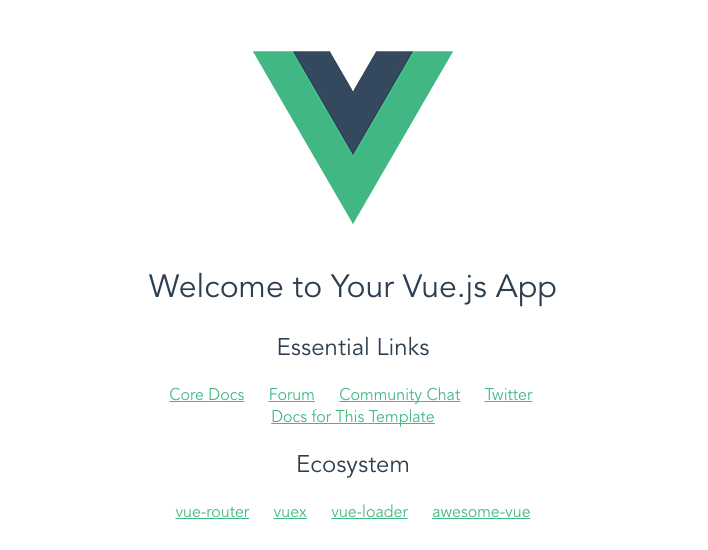 Welcome to Your Vue.js App
Essential Links
Core Docs Forum Community Chat Twitter
Docs for This Template
Ecosystem
vue-router vuex vue-loader awesome-vue